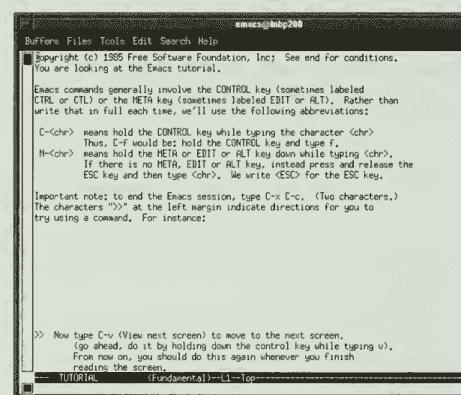 emacs@lnbp200
Buffers Files Tools Edit Search Help
Copyright (c) 1985 Free Software Foundation, Inc; See end for conditions.
You are looking at the Emacs tutorial.
Emacs commands generally involve the CONTROL key (sometimes labeled
CTRL or CTL) or the META key (sometimes labeled EDIT or ALT). Rather than
write that in full each time, we'll use the following abbreviations:
C-<chr> means hold the CONTROL key while typing the character <chr>
Thus, C-f would be: hold the CONTROL key and type f.
M-<chr> means hold the META or EDIT or ALT key down while typing <chr>.
If there is no META, EDIT or ALT key, instead press and release the
ESC key and then type <chr>. We write <ESC> for the ESC key.
Important note: to end the Emacs session, type C-x C-c. (Two characters.)
The characters ">>" at the left margin indicate directions for you to
try using a command. For instance:
>> Now type C-v (View next screen) to move to the next screen.
(go ahead, do it by holding down the control key while typing v).
From now on, you should do this again whenever you finish
reading the screen.
--- TUTORIAL (Fundamental)--L1--Top